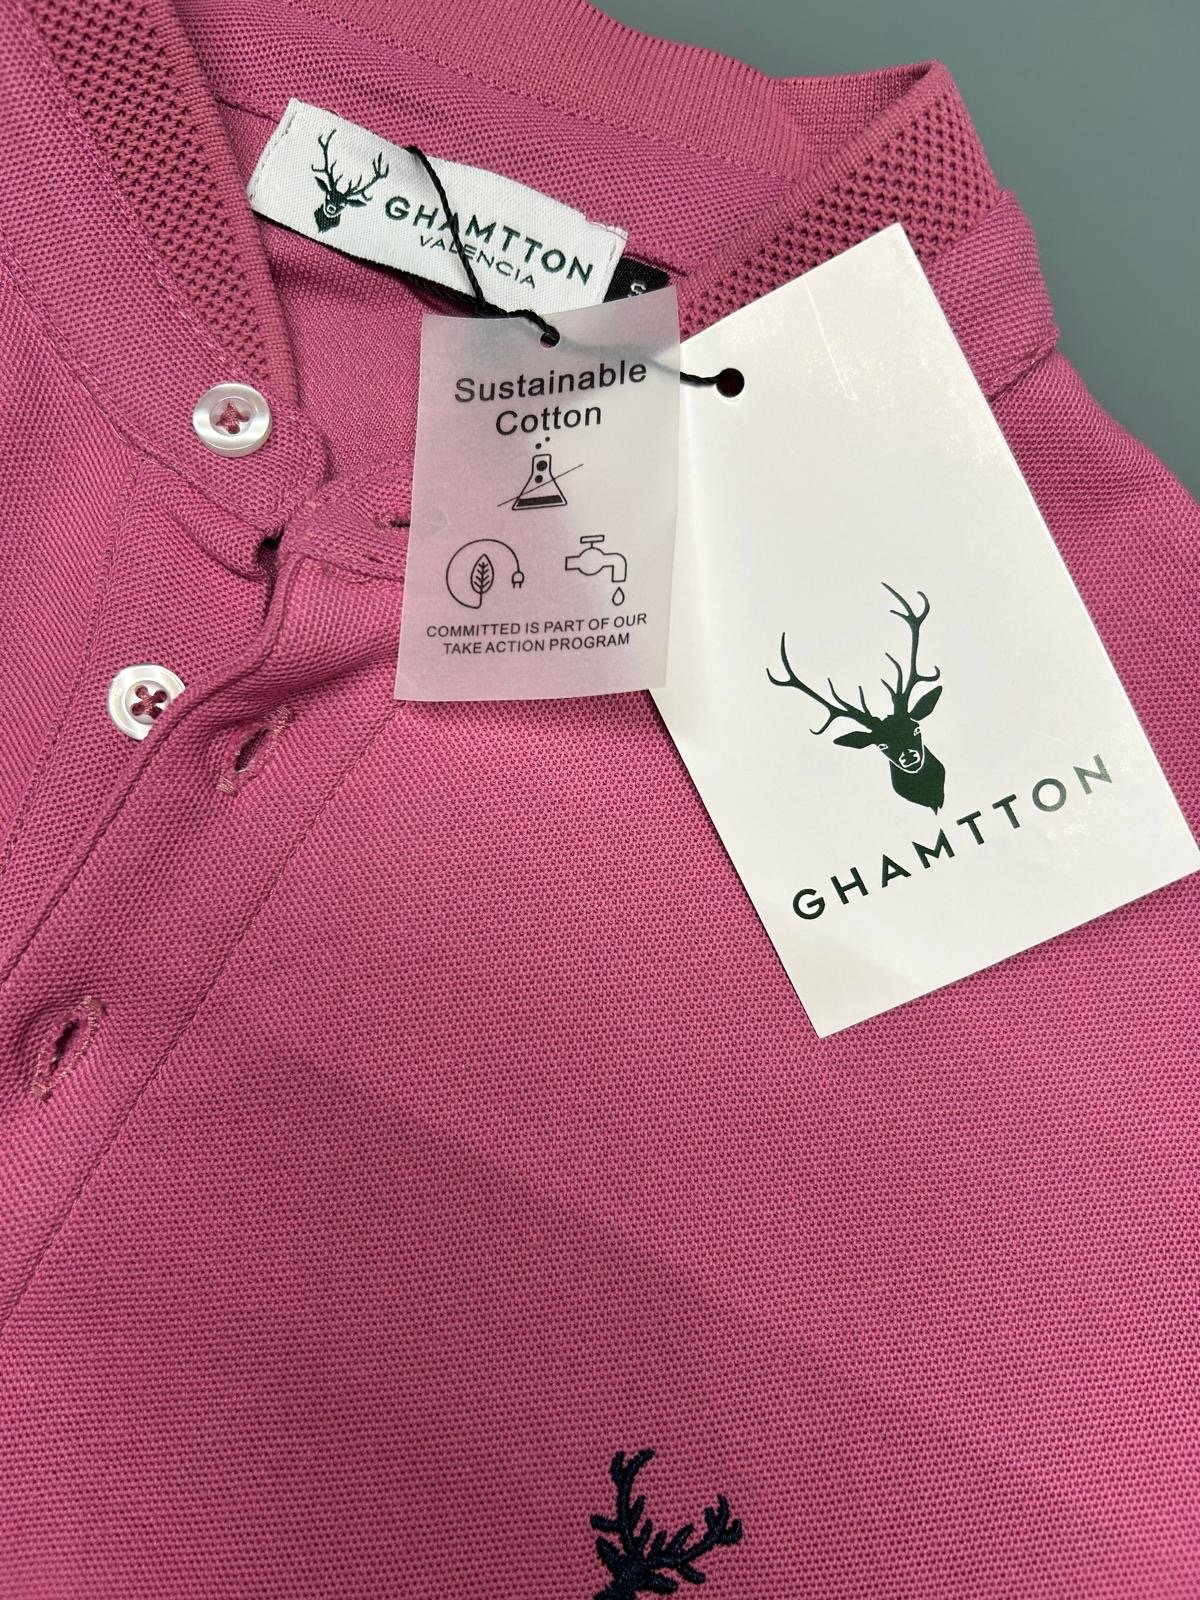 GHAMTTON
VALENCIA
S
Sustainable
Cotton
COMMITTED IS PART OF OUR
TAKE ACTION PROGRAM
GHAMTTON